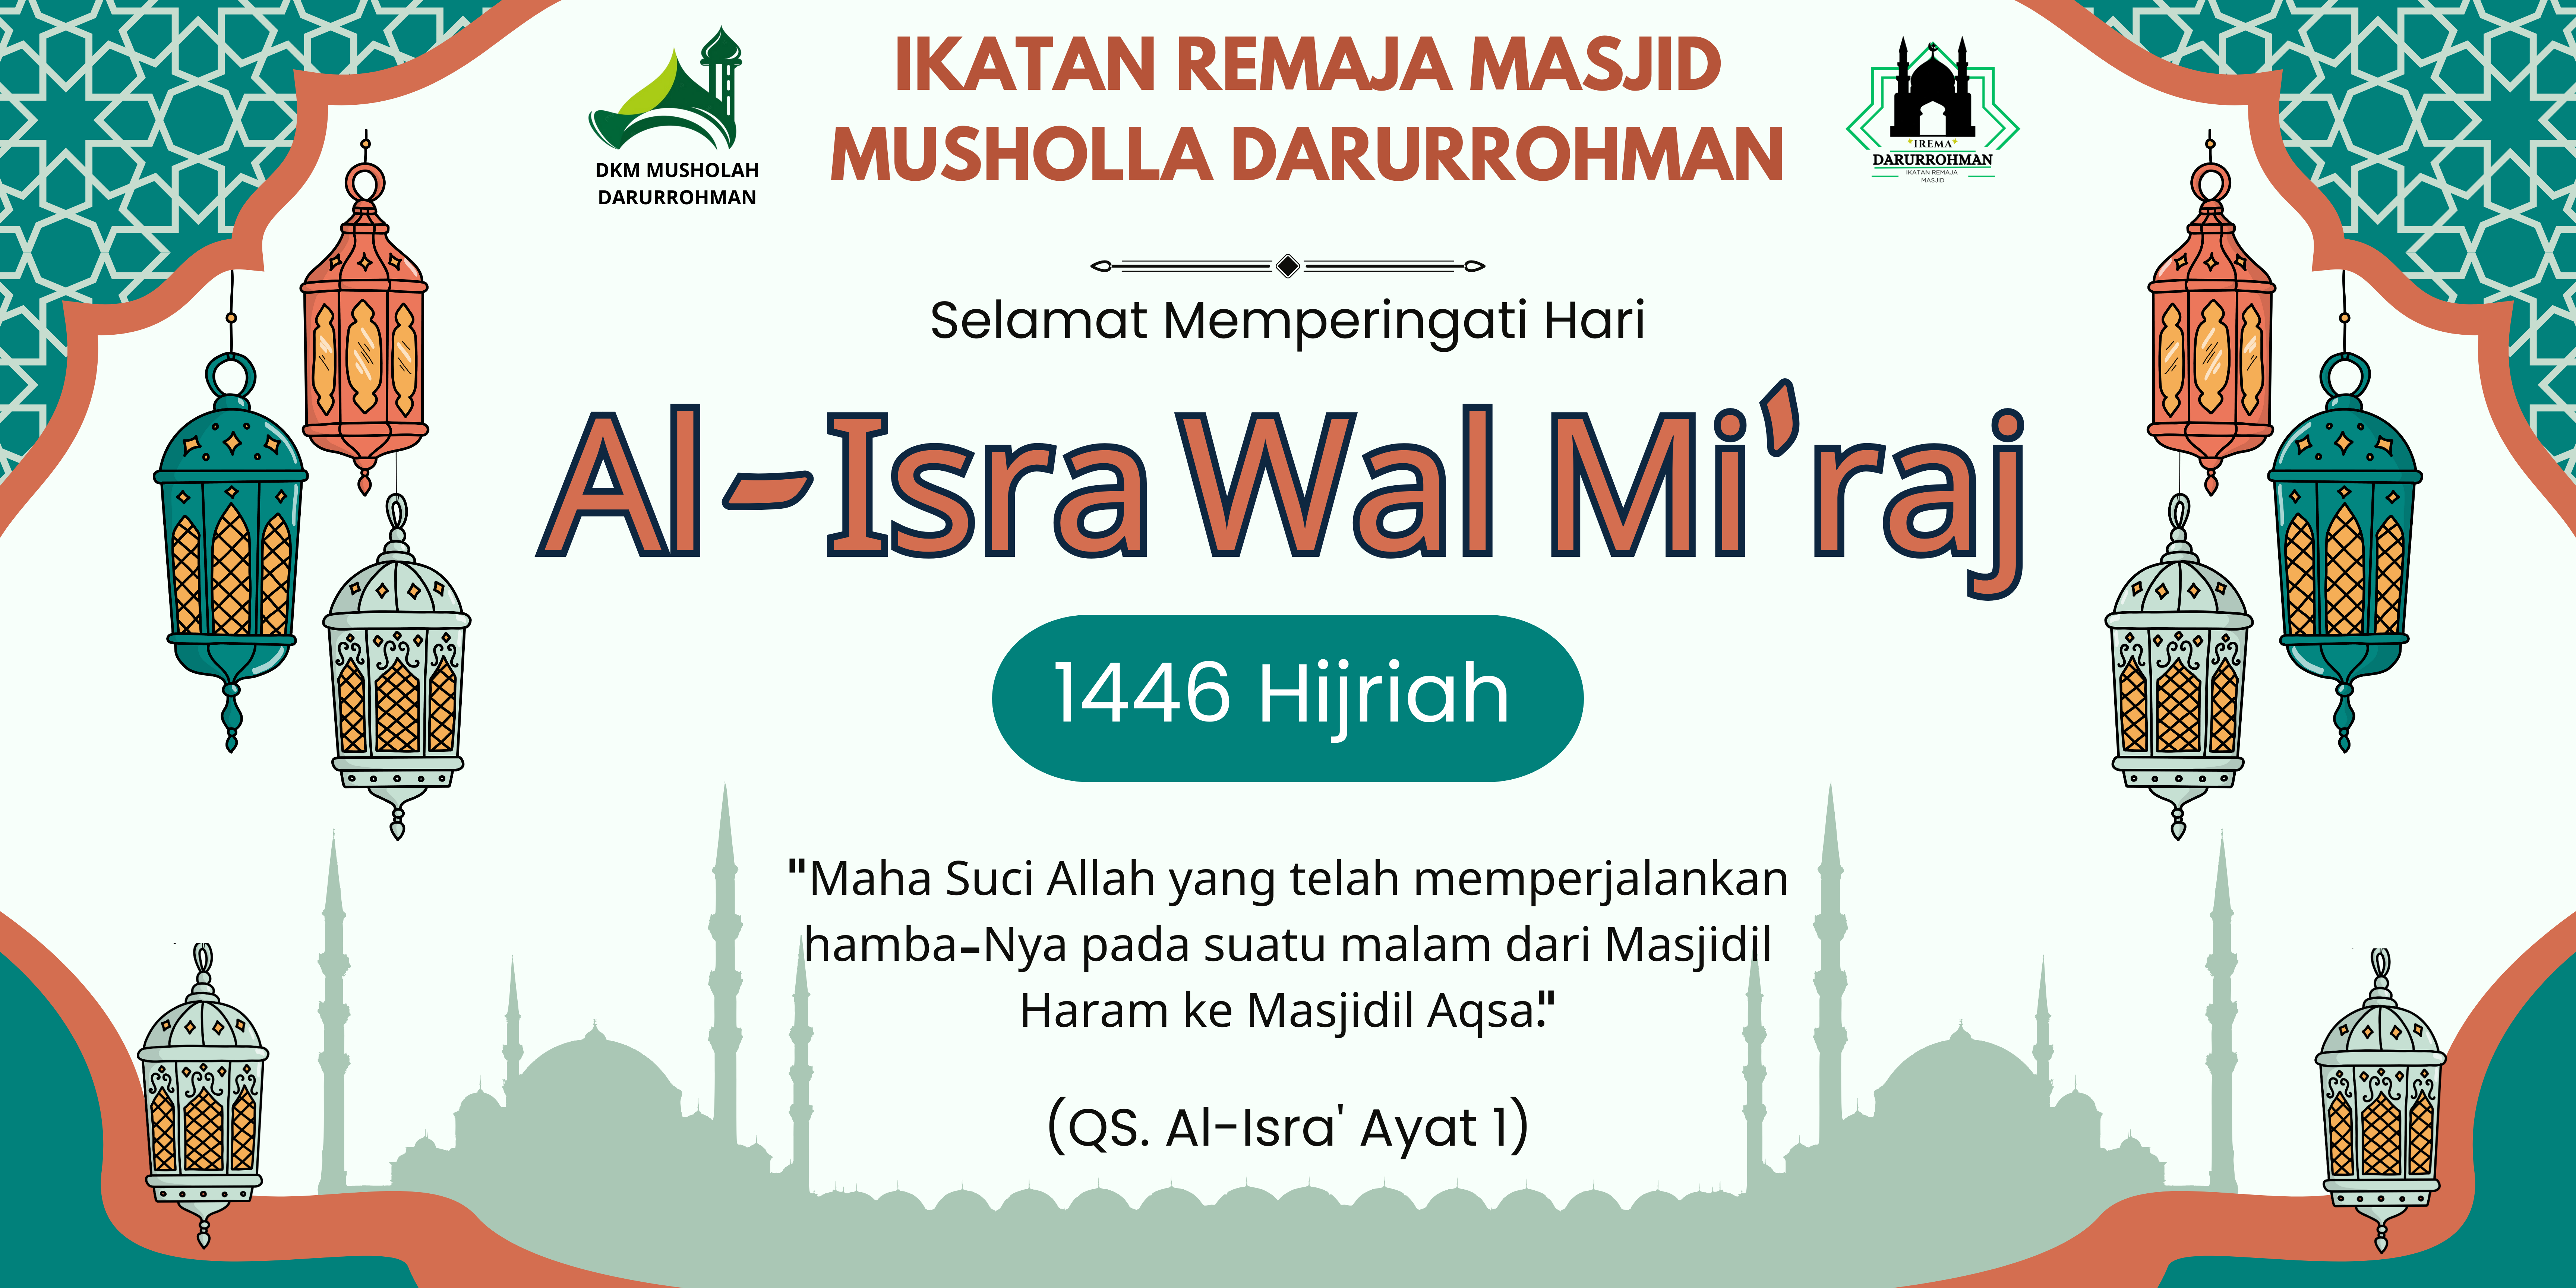 IKATAN REMAJA MASJID
MUSHOLLA DARURROHMAN
DKM MUSHOLAH
DARURROHMAN
IREMA
DARURROHMAN
IKATAN REMAJA
MASJID
Selamat Memperingati Hari
Al-Isra Wal Mi'raj
1446 Hijriah
"Maha Suci Allah yang telah memperjalankan
hamba-Nya pada suatu malam dari Masjidil
Haram ke Masjidil Aqsa."
(QS. Al-Isra' Ayat 1)